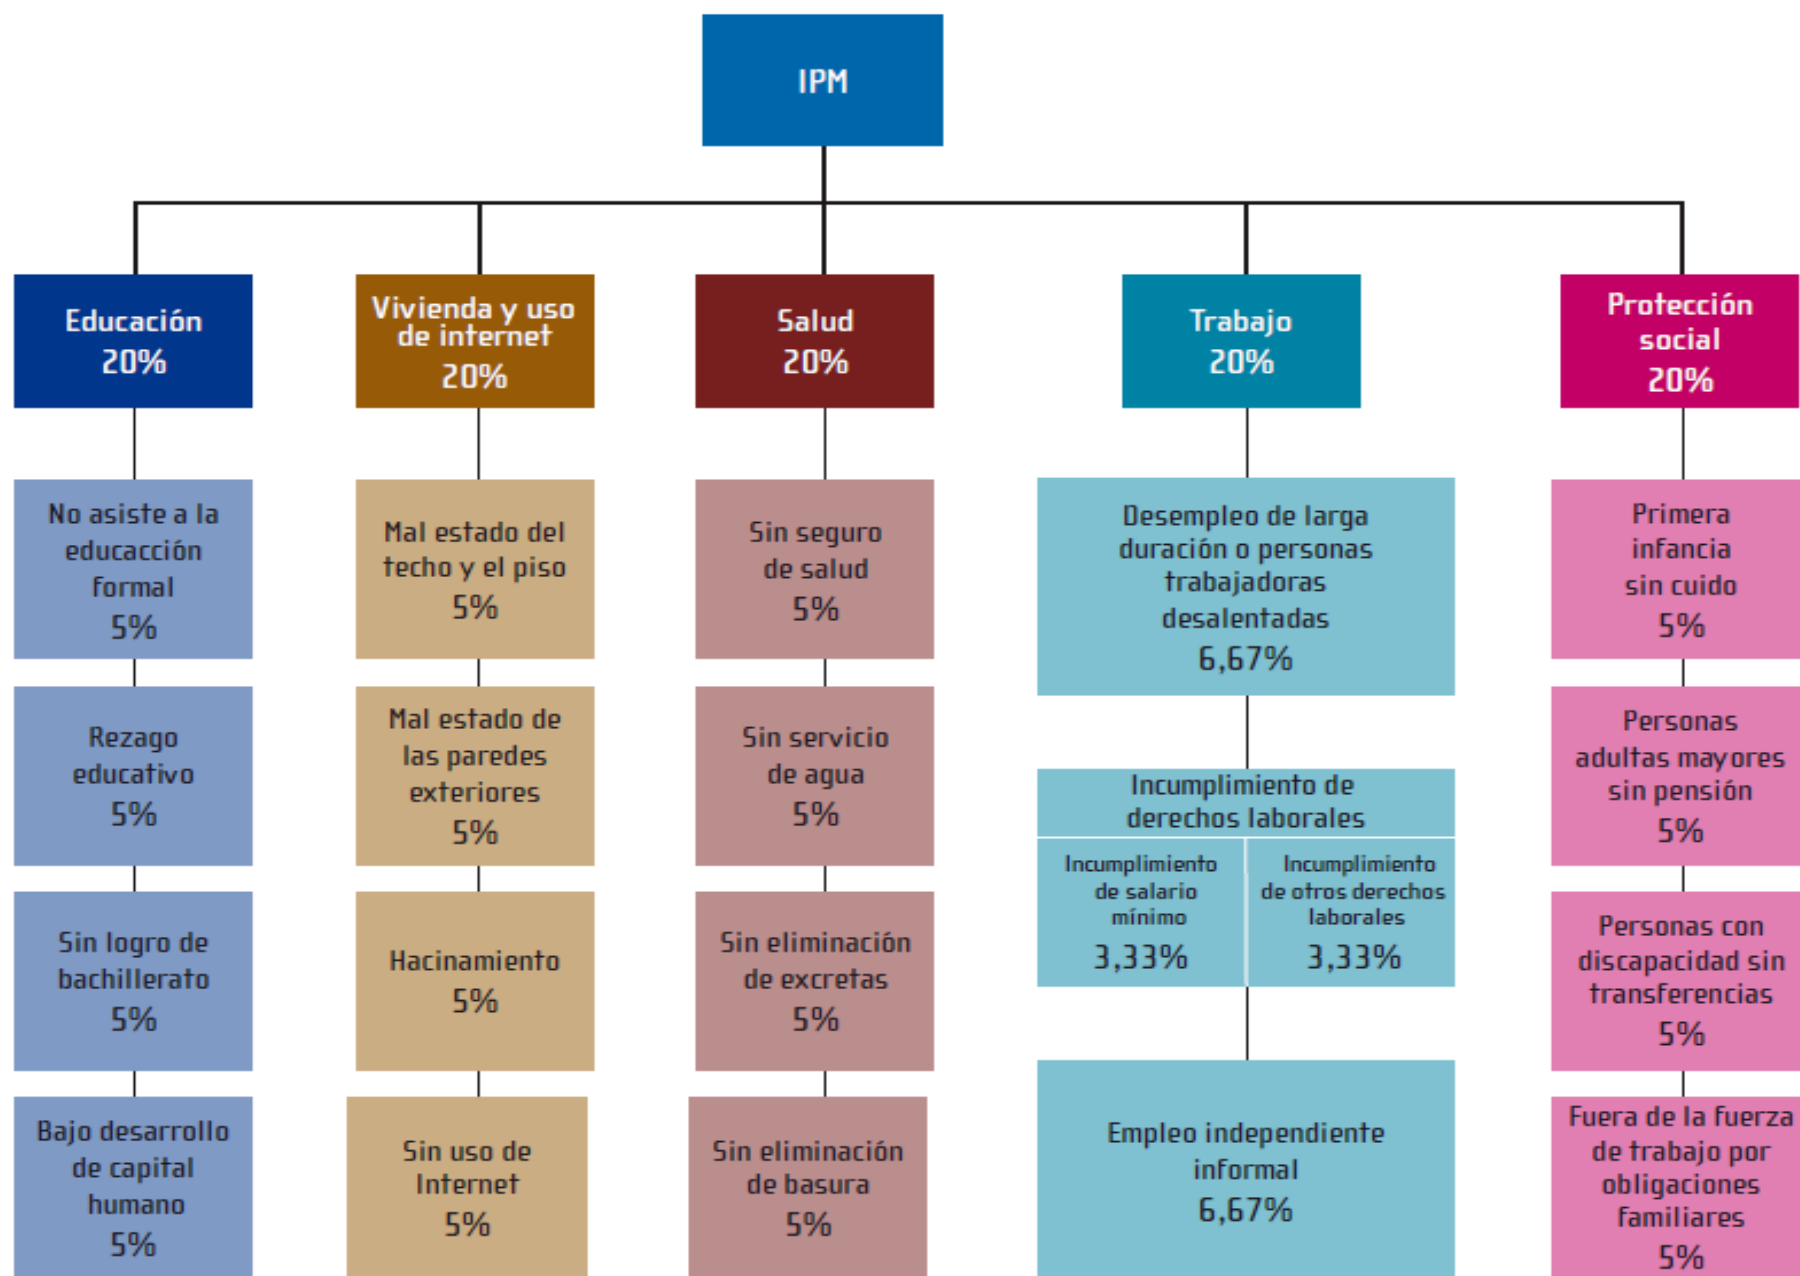 IPM
Educación
20%
No asiste a la
educacción
formal
5%
Rezago
educativo
5%
Sin logro de
bachillerato
5%
Bajo desarrollo
de capital
humano
5%
Vivienda y uso
de internet
20%
Mal estado del
techo y el piso
5%
Mal estado de
las paredes
exteriores
5%
Hacinamiento
5%
Sin uso de
Internet
5%
Salud
20%
Sin seguro
de salud
5%
Sin servicio
de agua
5%
Sin eliminación
de excretas
5%
Sin eliminación
de basura
5%
Trabajo
20%
Desempleo de larga
duración o personas
trabajadoras
desalentadas
6,67%
Incumplimiento de
derechos laborales
Incumplimiento
de salario
mínimo
3,33%
Incumplimiento
de otros derechos
laborales
3,33%
Empleo independiente
informal
6,67%
Protección
social
20%
Primera
infancia
sin cuido
5%
Personas
adultas mayores
sin pensión
5%
Personas con
discapacidad sin
transferencias
5%
Fuera de la fuerza
de trabajo por
obligaciones
familiares
5%